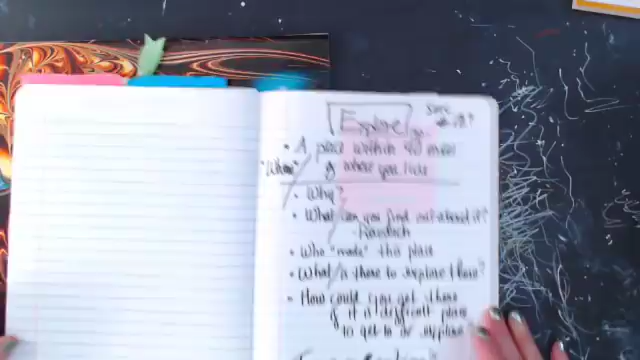 Explore
• A place within 40 miles
"Where" of where you live
• Why?
• What can you find out about it?
- Research
• Who "made" this place
• What is there to explore there?
• How could you get there
if it is difficult place
to get to or explore